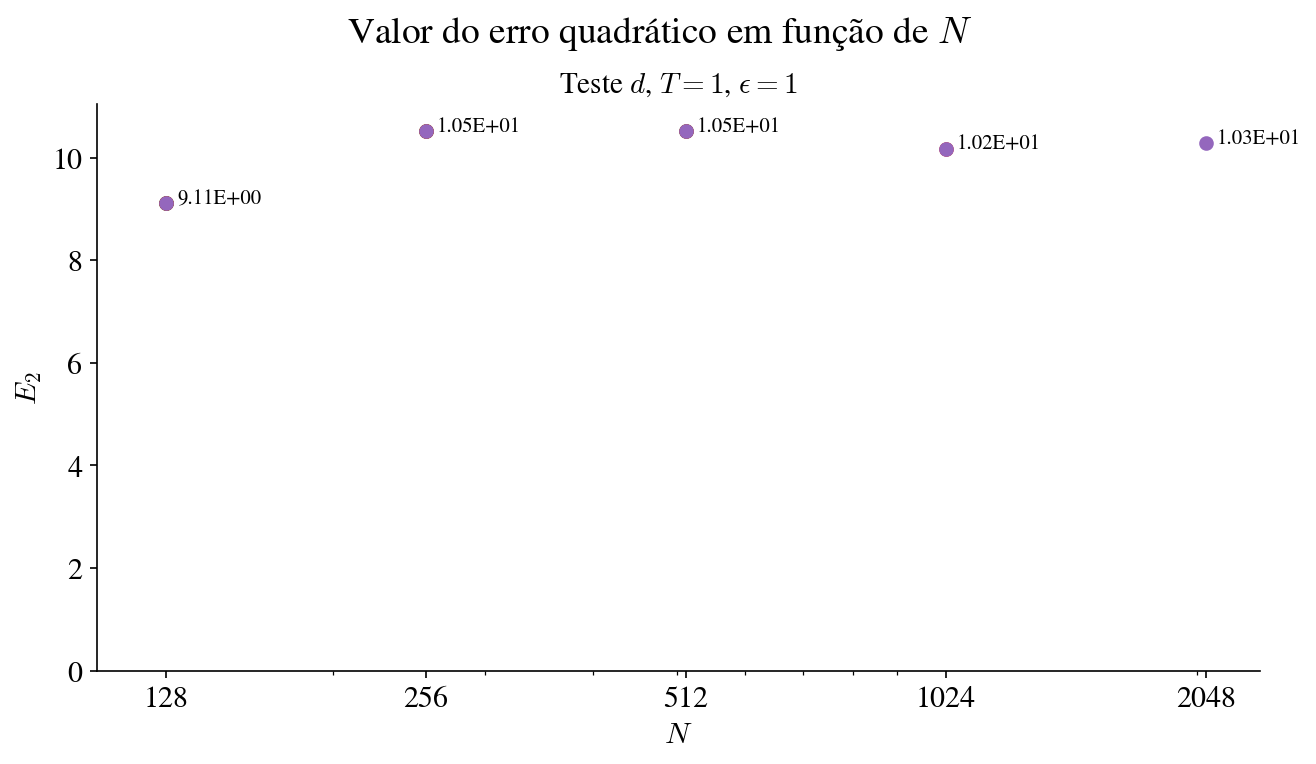 Valor do erro quadrático em função de N
Teste d, T = 1, ϵ = 1
1.05E+01
1.05E+01
1.02E+01
1.03E+01
9.11E+00
10
8
6
4
2
0
E₂
128
256
512
1024
2048
N